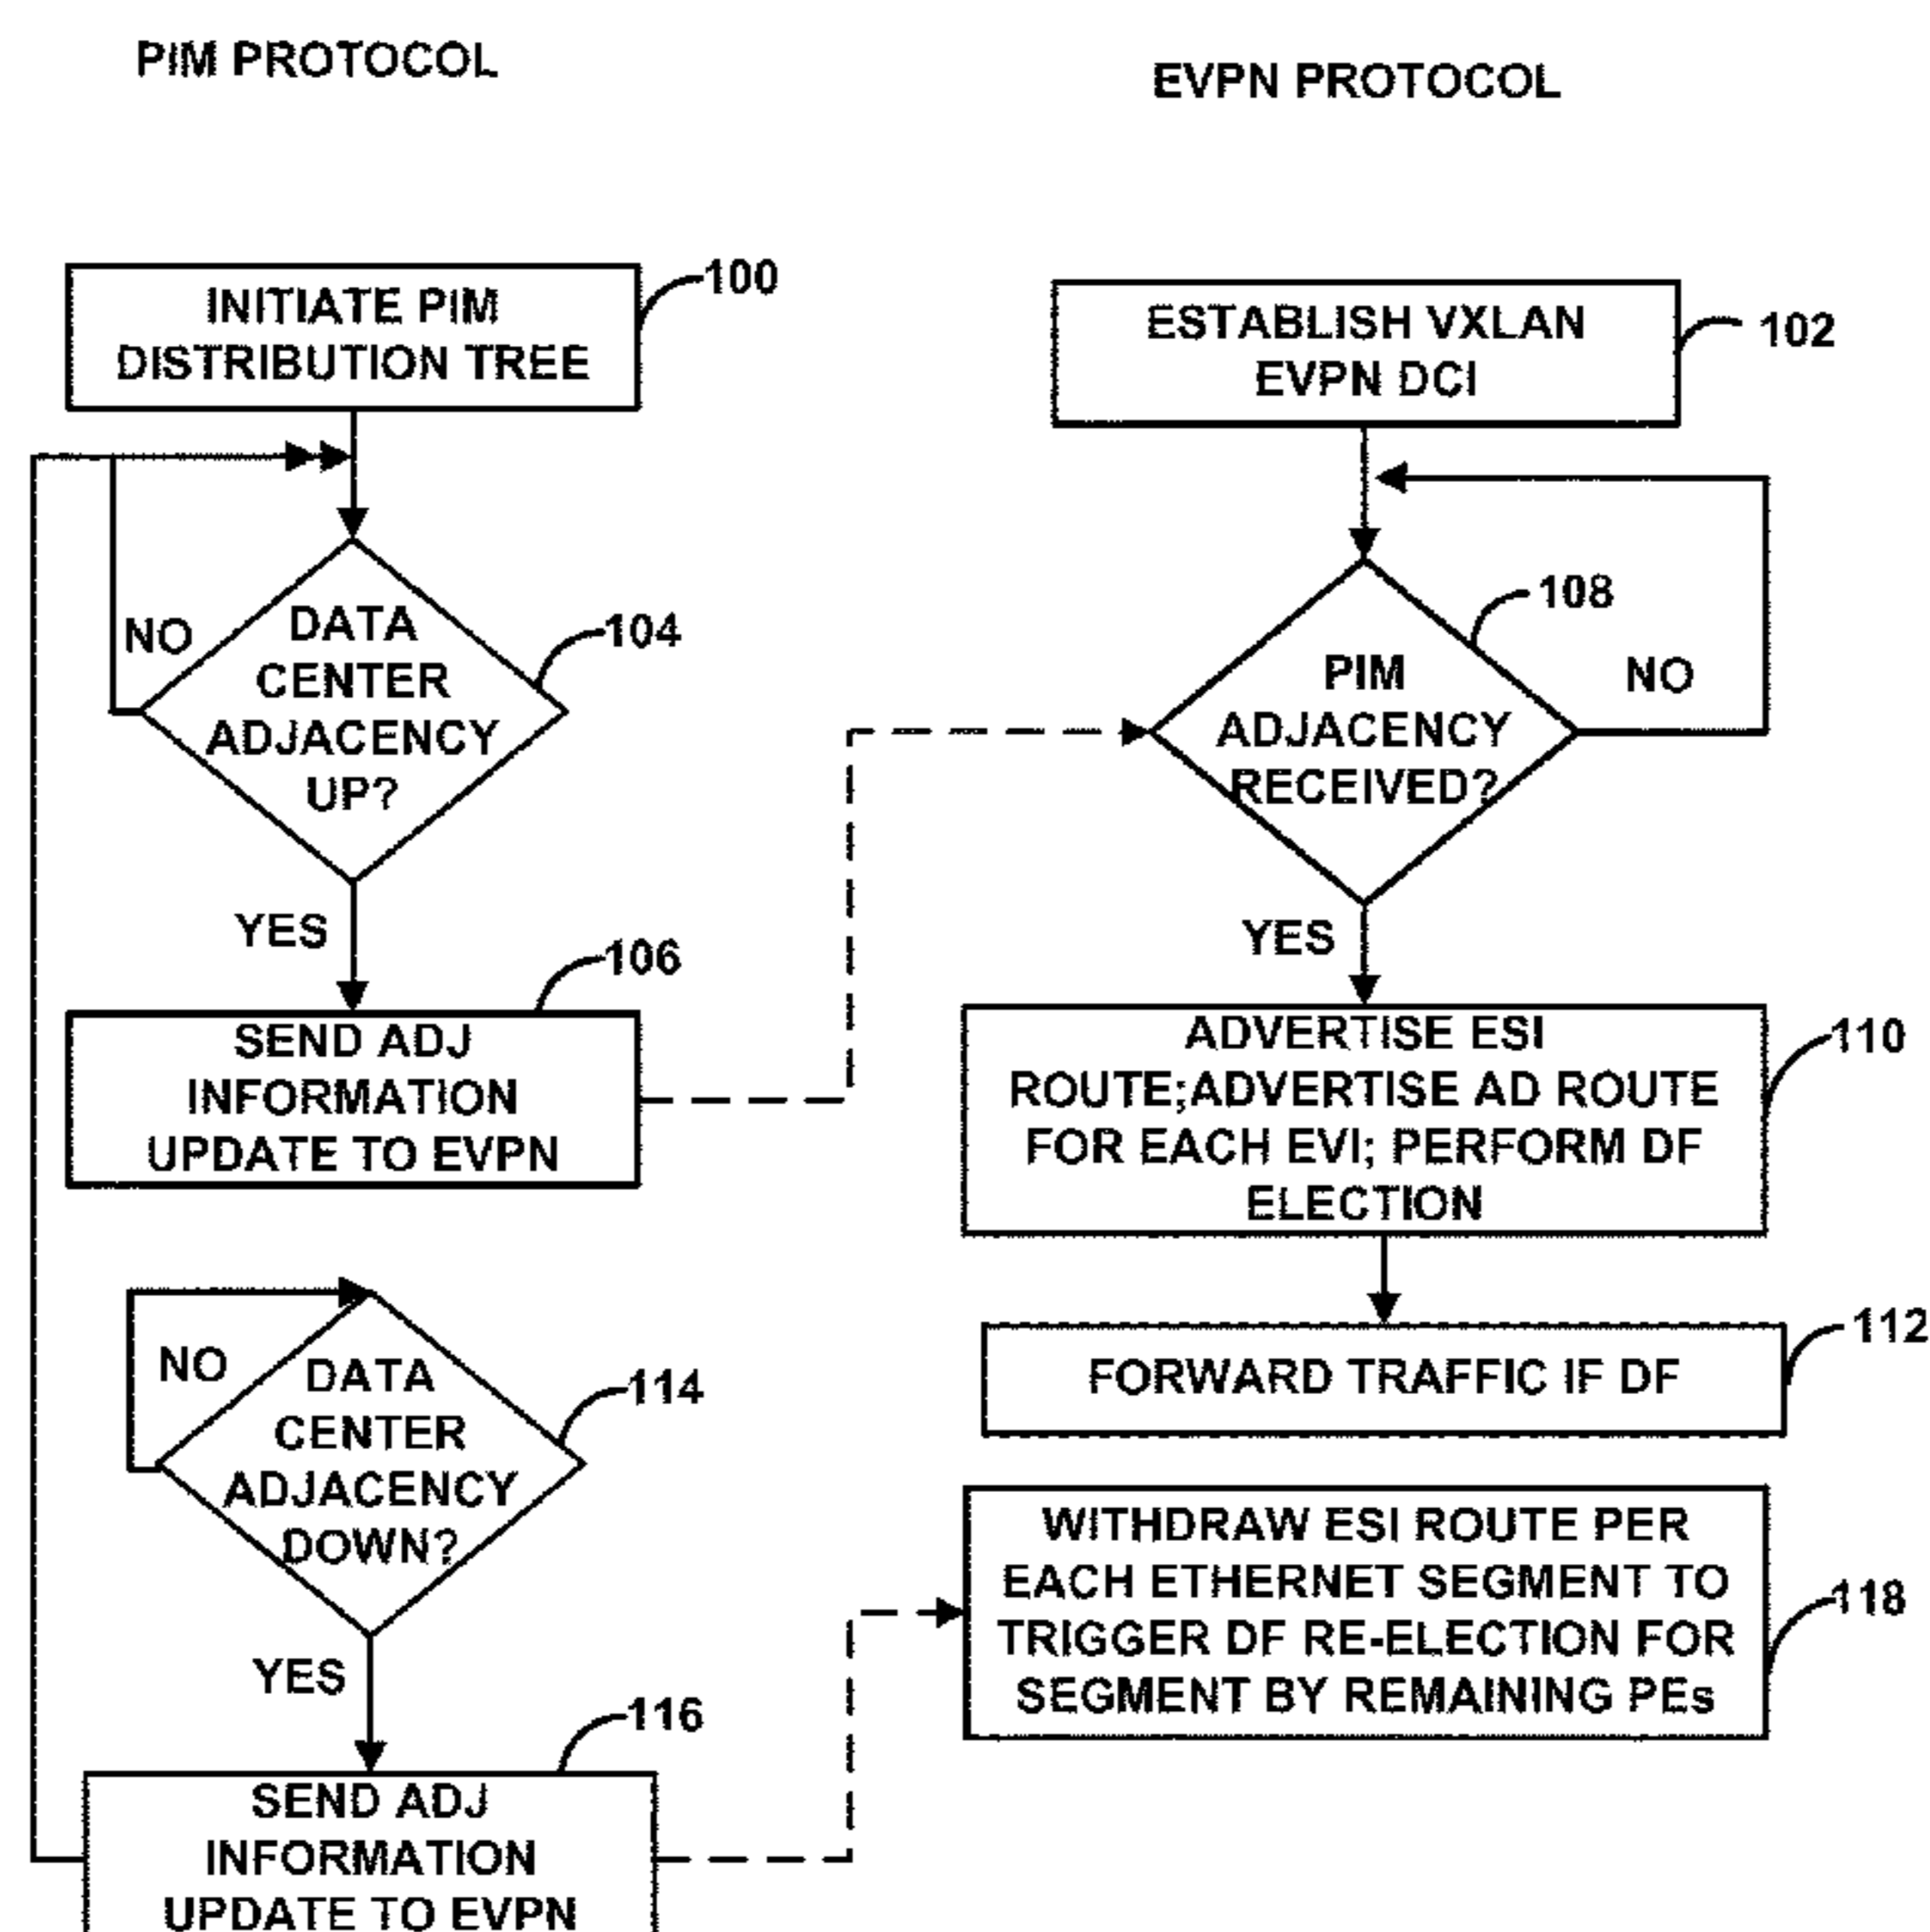 PIM PROTOCOL
EVPN PROTOCOL
INITIATE PIM
DISTRIBUTION TREE
100
ESTABLISH VXLAN
EVPN DCI
102
NO
DATA
CENTER
ADJACENCY
UP?
104
108
PIM
ADJACENCY
RECEIVED?
NO
YES
106
SEND ADJ
INFORMATION
UPDATE TO EVPN
YES
ADVERTISE ESI
ROUTE;ADVERTISE AD ROUTE
FOR EACH EVI; PERFORM DF
ELECTION
110
FORWARD TRAFFIC IF DF
112
NO
DATA
CENTER
ADJACENCY
DOWN?
114
YES
116
SEND ADJ
INFORMATION
UPDATE TO EVPN
WITHDRAW ESI ROUTE PER
EACH ETHERNET SEGMENT TO
TRIGGER DF RE-ELECTION FOR
SEGMENT BY REMAINING PEs
118